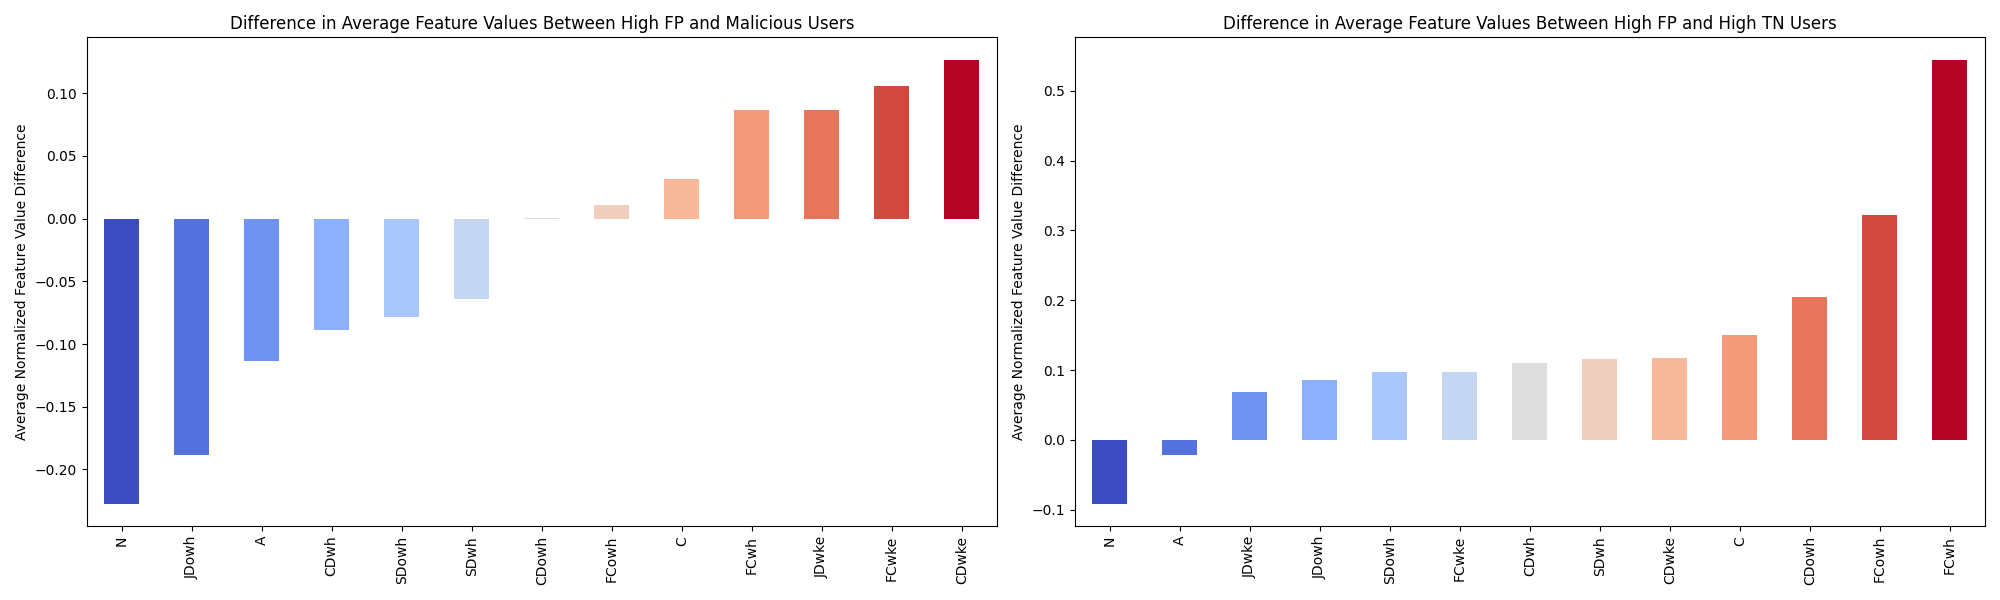 Difference in Average Feature Values Between High FP and Malicious Users
Average Normalized Feature Value Difference
0.10
0.05
0.00
−0.05
−0.10
−0.15
−0.20
N
JDowh
A
CDwh
SDowh
SDwh
CDowh
FCowh
C
FCwh
JDwke
FCwke
CDwke
Difference in Average Feature Values Between High FP and High TN Users
Average Normalized Feature Value Difference
0.5
0.4
0.3
0.2
0.1
0.0
−0.1
N
A
JDwke
JDowh
SDowh
FCwke
CDwh
SDwh
CDwke
C
CDowh
FCowh
FCwh